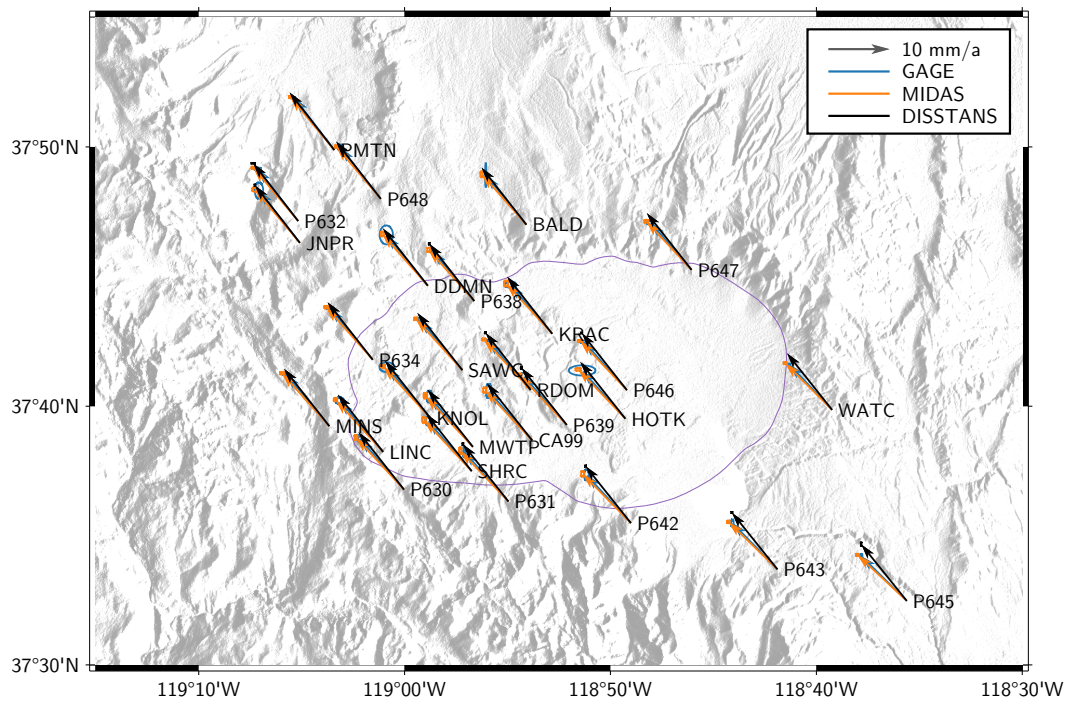 10 mm/a
GAGE
MIDAS
DISSTANS
37°50'N
37°40'N
37°30'N
PMTN
P648
P632
JNPR
BALD
P647
DDMN
P638
KRAC
P634
SAWC
RDOM
P646
HOTK
WATC
P639
MINS
KNOL
LINC
MWTP
CA99
SHRC
P630
P631
P642
P643
P645
119°10'W
119°00'W
118°50'W
118°40'W
118°30'W